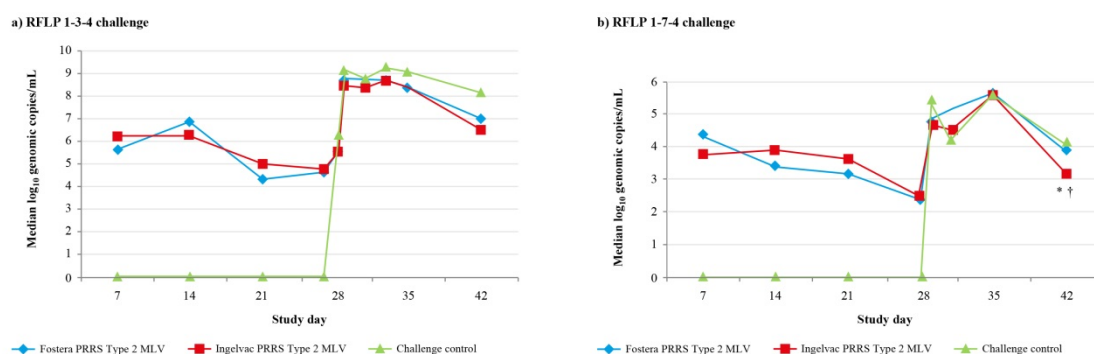 a) RFLP 1-3-4 challenge
Median log₁₀ genomic copies/mL
10
9
8
7
6
5
4
3
2
1
0
7 14 21 28 35 42
Study day
Fostera PRRS Type 2 MLV Ingelvac PRRS Type 2 MLV Challenge control
b) RFLP 1-7-4 challenge
Median log₁₀ genomic copies/mL
6
5
4
3
2
1
0
* †
7 14 21 28 35 42
Study day
Fostera PRRS Type 2 MLV Ingelvac PRRS Type 2 MLV Challenge control